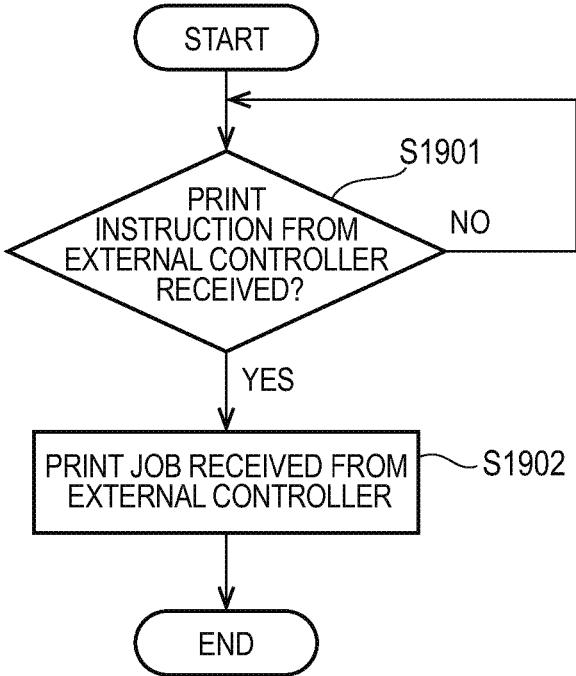 START
S1901
PRINT
INSTRUCTION FROM
EXTERNAL CONTROLLER
RECEIVED?
NO
YES
PRINT JOB RECEIVED FROM
EXTERNAL CONTROLLER
S1902
END